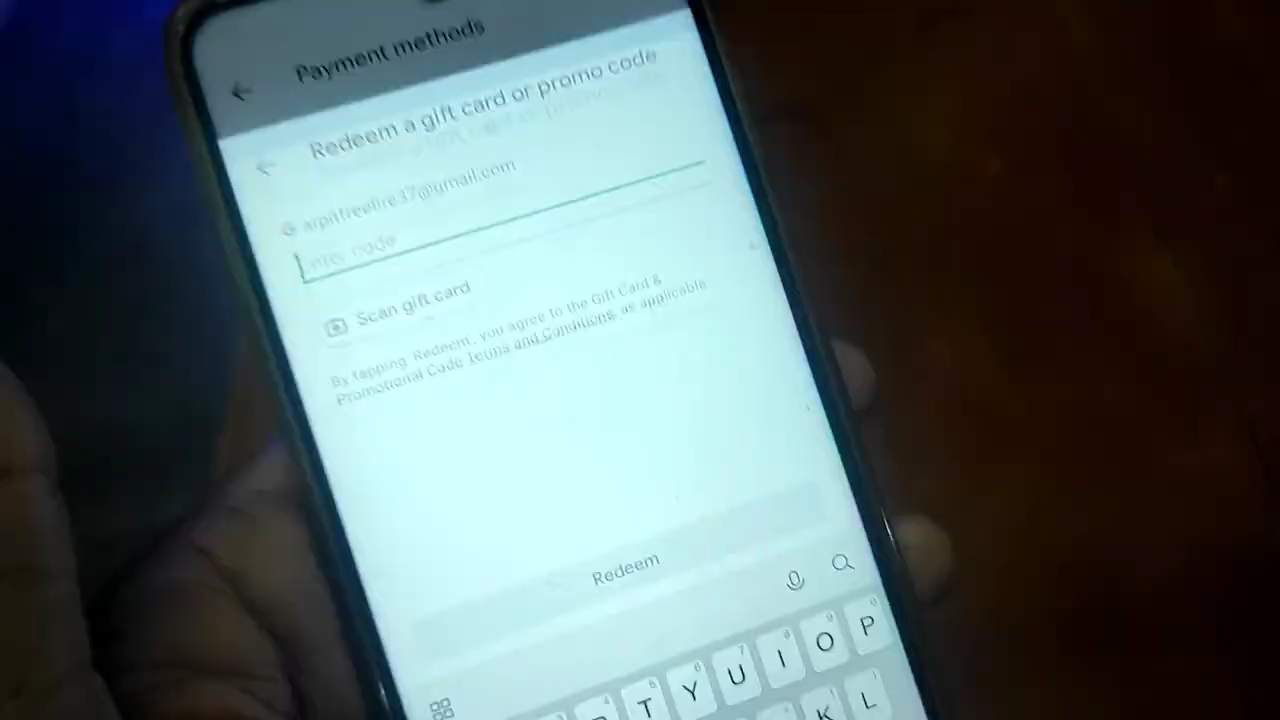 Payment methods
Redeem a gift card or promo code
arpitfreefire37@gmail.com
Enter code
Scan gift card
By tapping Redeem, you agree to the Gift Card &
Promotional Code Terms and Conditions, as applicable
Redeem
T Y U I O P
K L